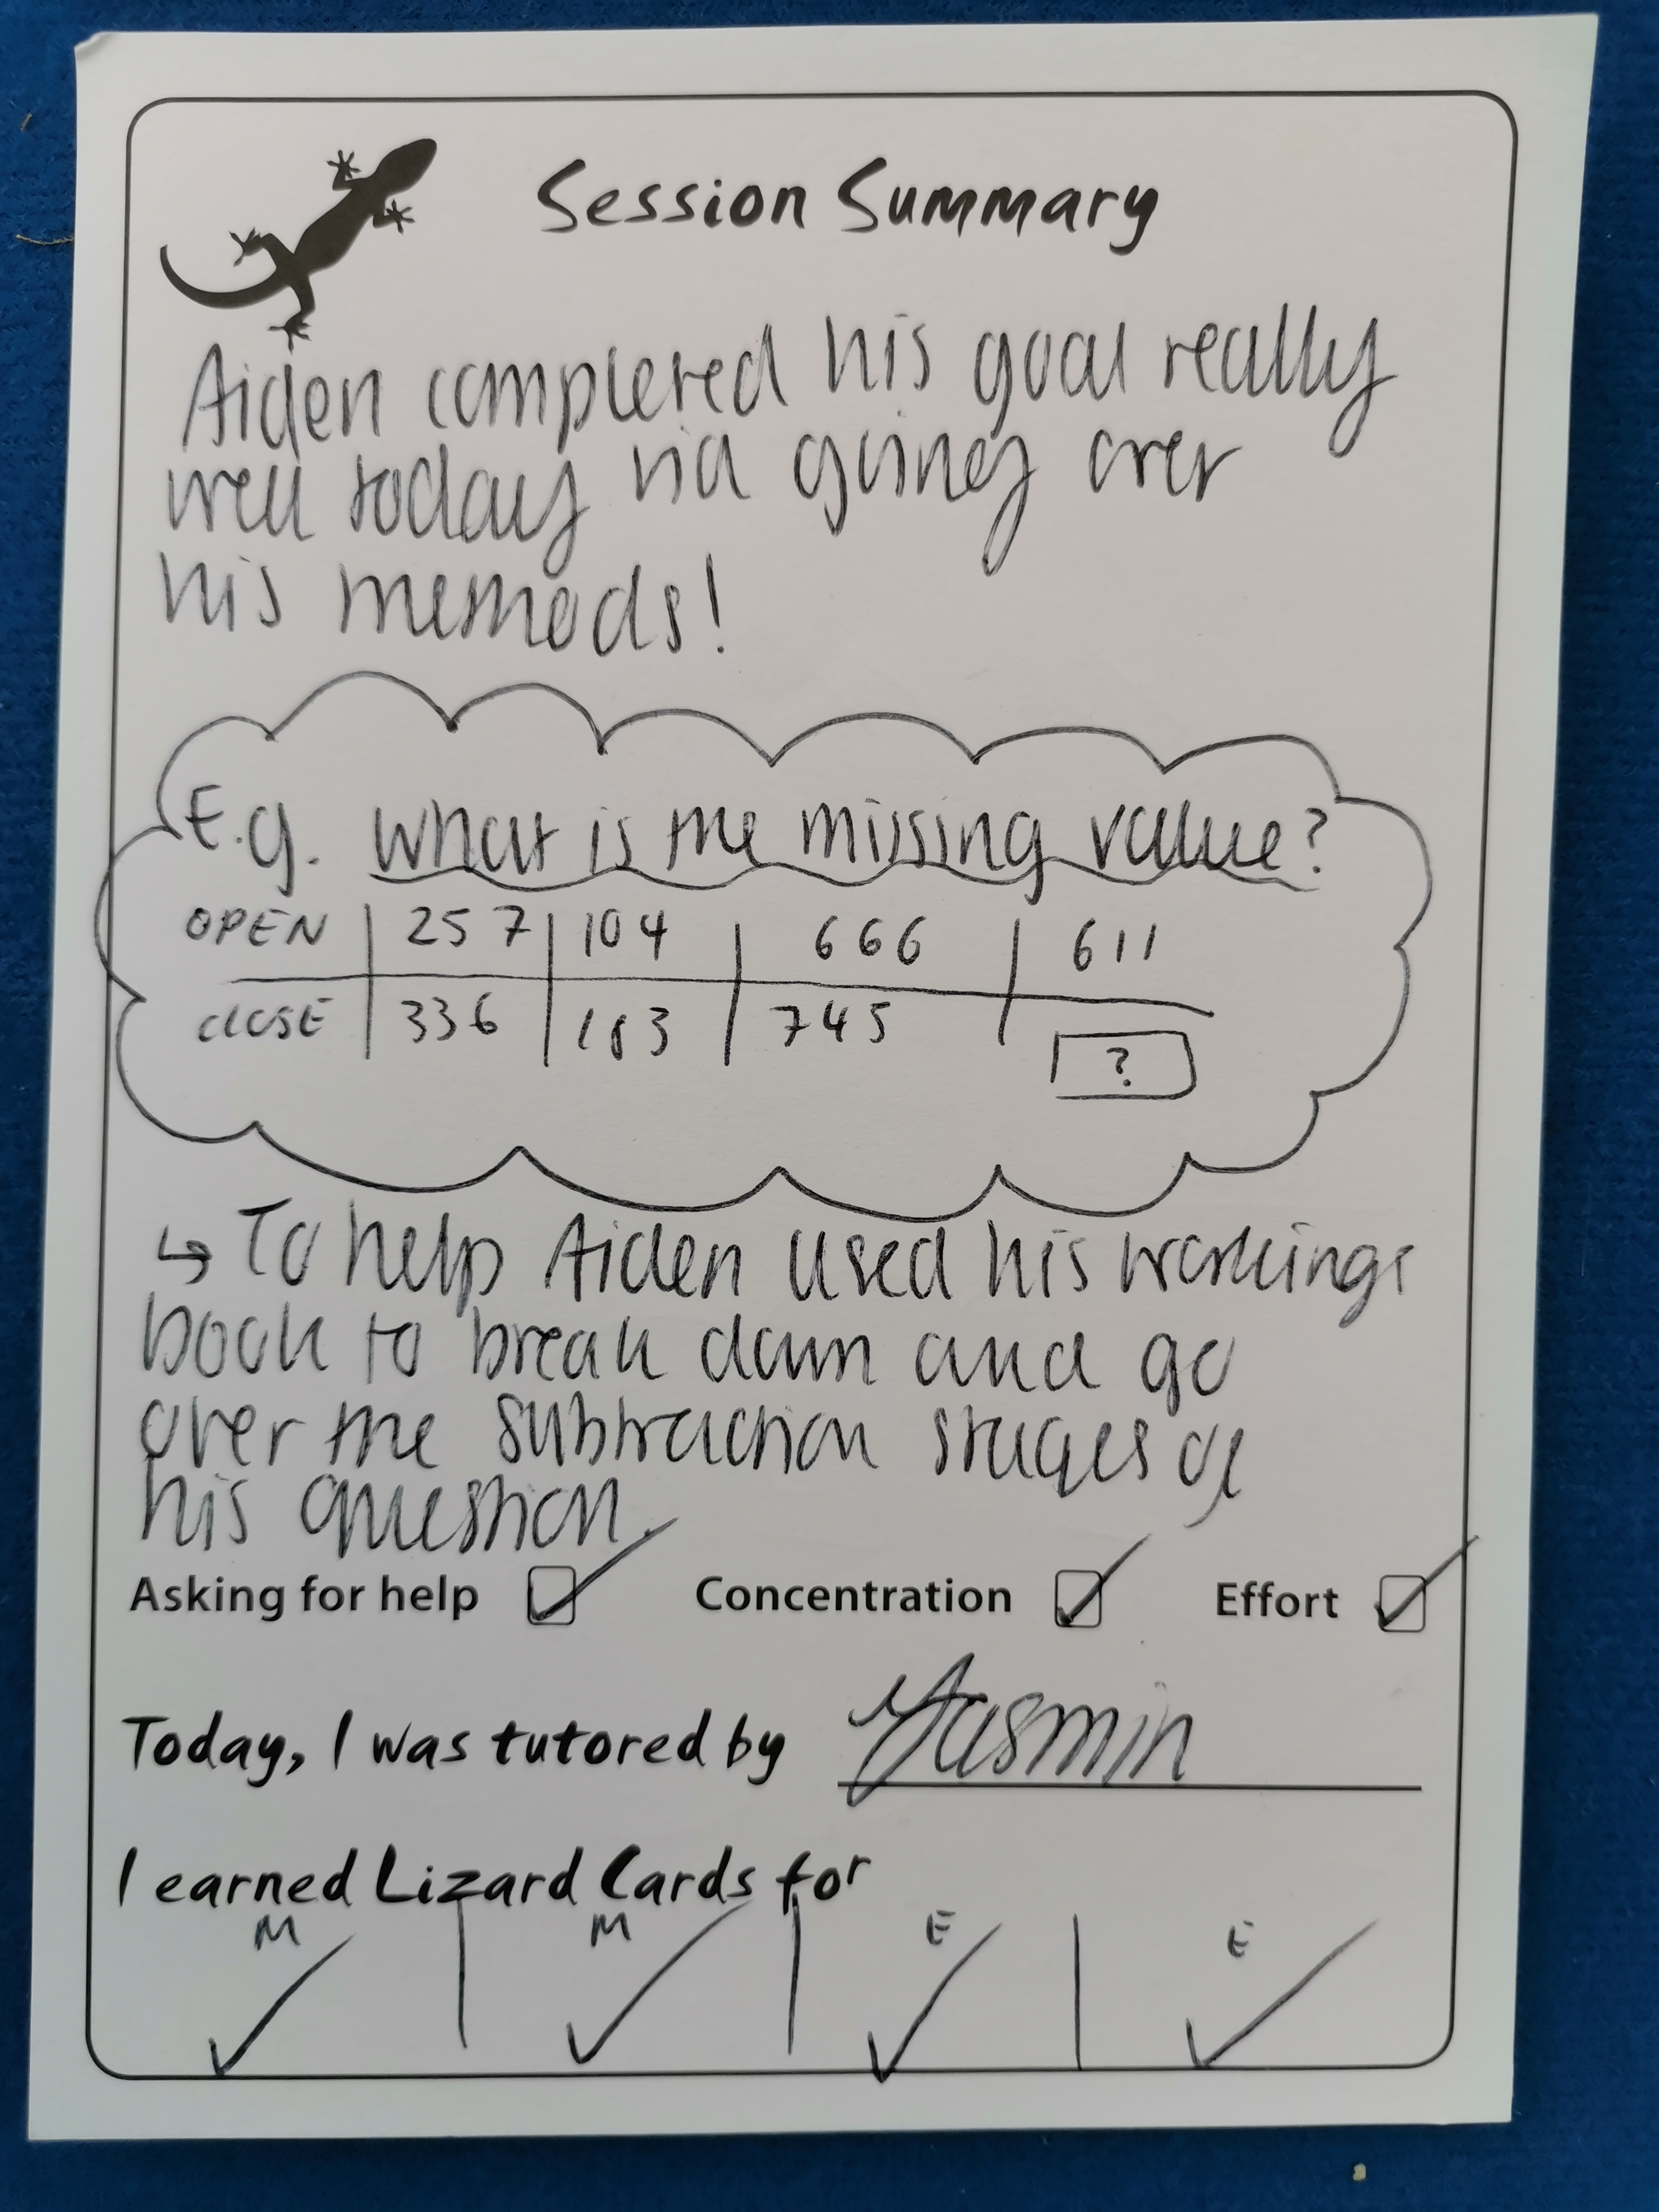 Session Summary
Aiden completed his goal really
well today via going over
his methods!
E.g. what is the missing value?
OPEN 257 104 666 611
CLOSE 336 183 745 ?
↳ To help Aiden used his workings
book to break down and go
over the subtraction stages of
his question.
Asking for help Concentration Effort
Today, I was tutored by Yasmin
I earned Lizard Cards for
M M E E